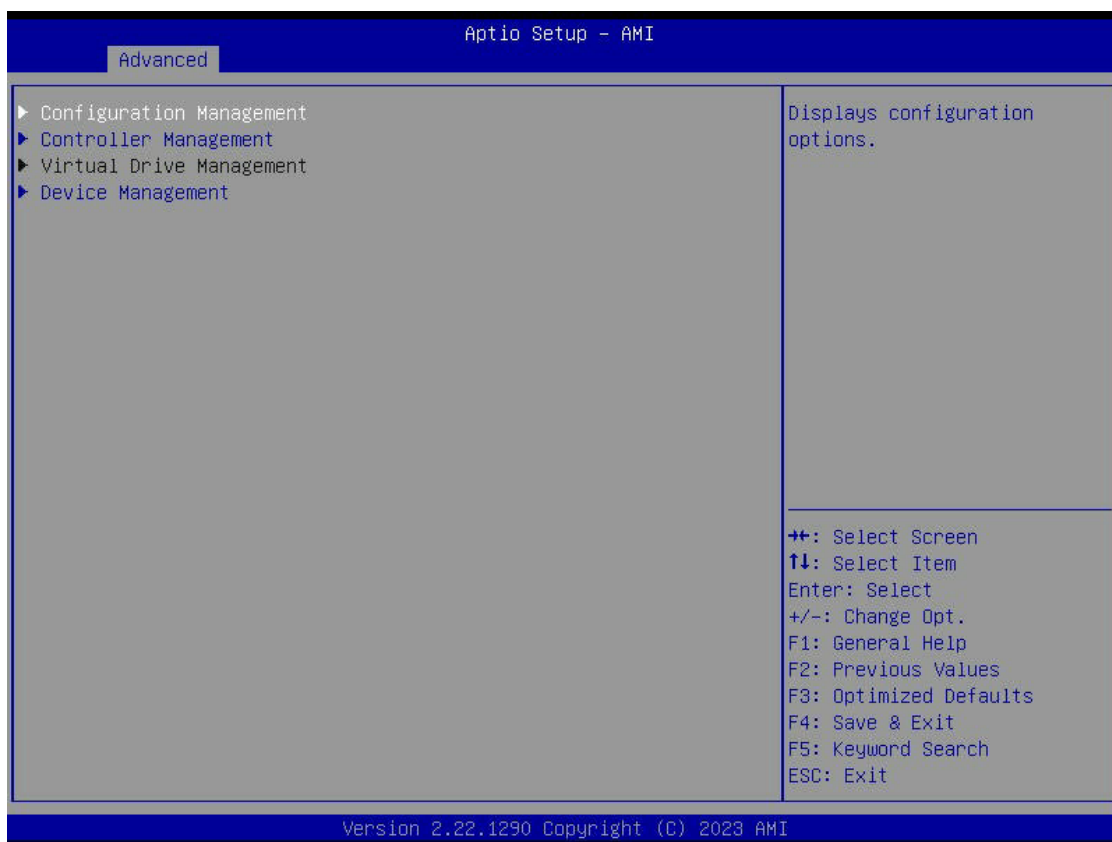 Aptio Setup – AMI
Advanced
▶ Configuration Management
▶ Controller Management
▶ Virtual Drive Management
▶ Device Management
Displays configuration
options.
→←: Select Screen
↑↓: Select Item
Enter: Select
+/-: Change Opt.
F1: General Help
F2: Previous Values
F3: Optimized Defaults
F4: Save & Exit
F5: Keyword Search
ESC: Exit
Version 2.22.1290 Copyright (C) 2023 AMI